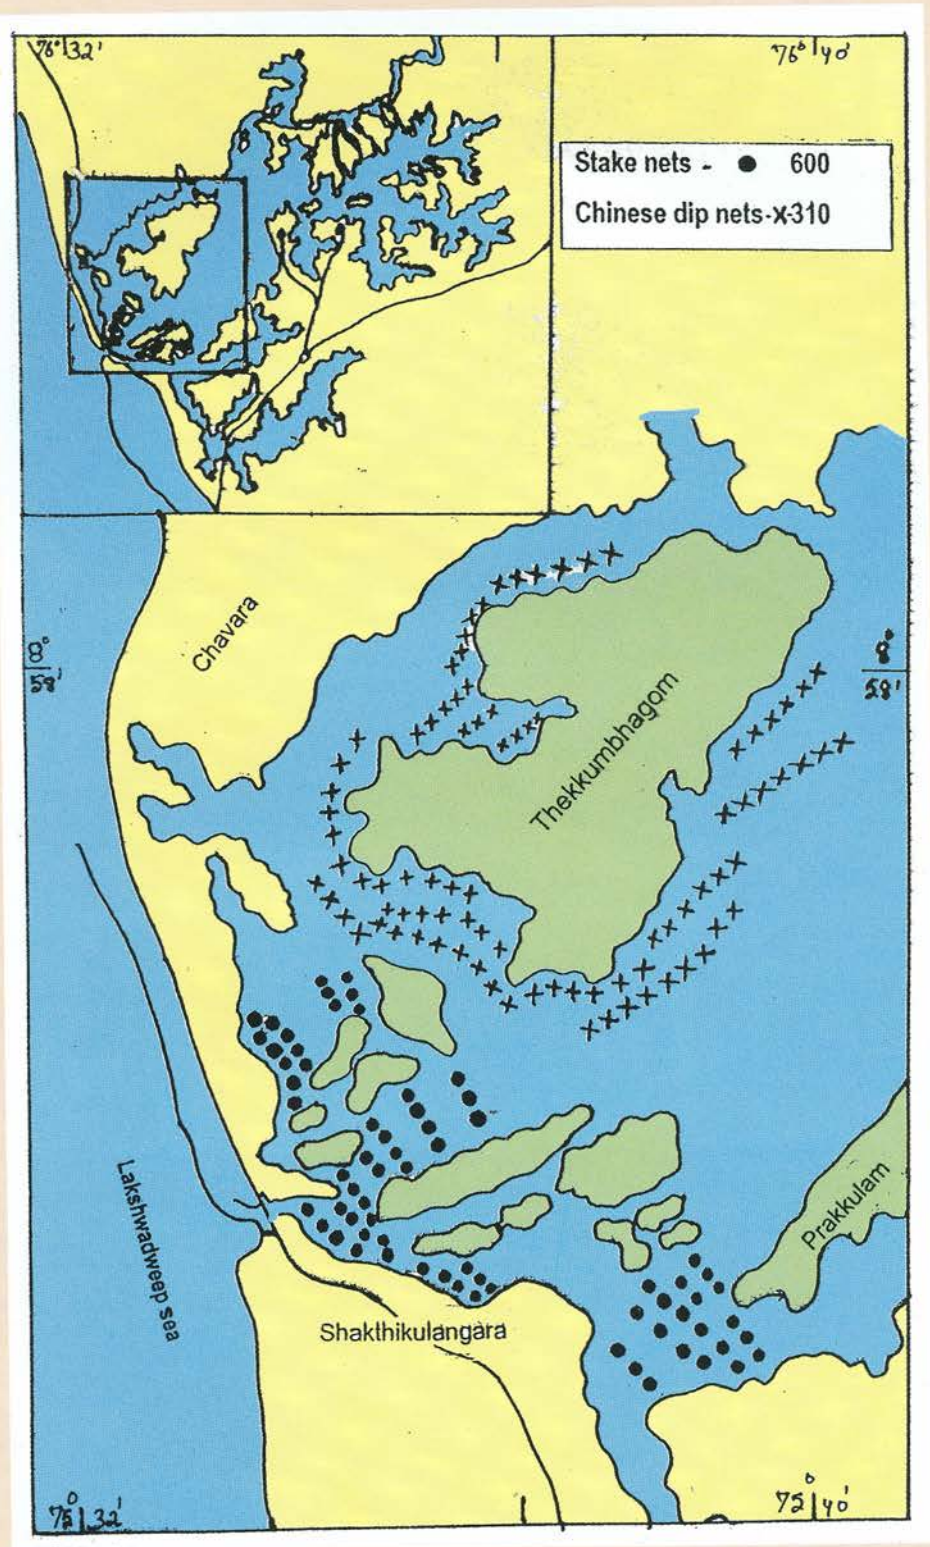 76° 32'
76° 40'
Stake nets - ● 600
Chinese dip nets-x-310
Chavara
8°
58'
8°
58'
Thekkumbhagom
Lakshwadweep sea
Prakkulam
Shakthikulangara
75° 32'
75° 40'